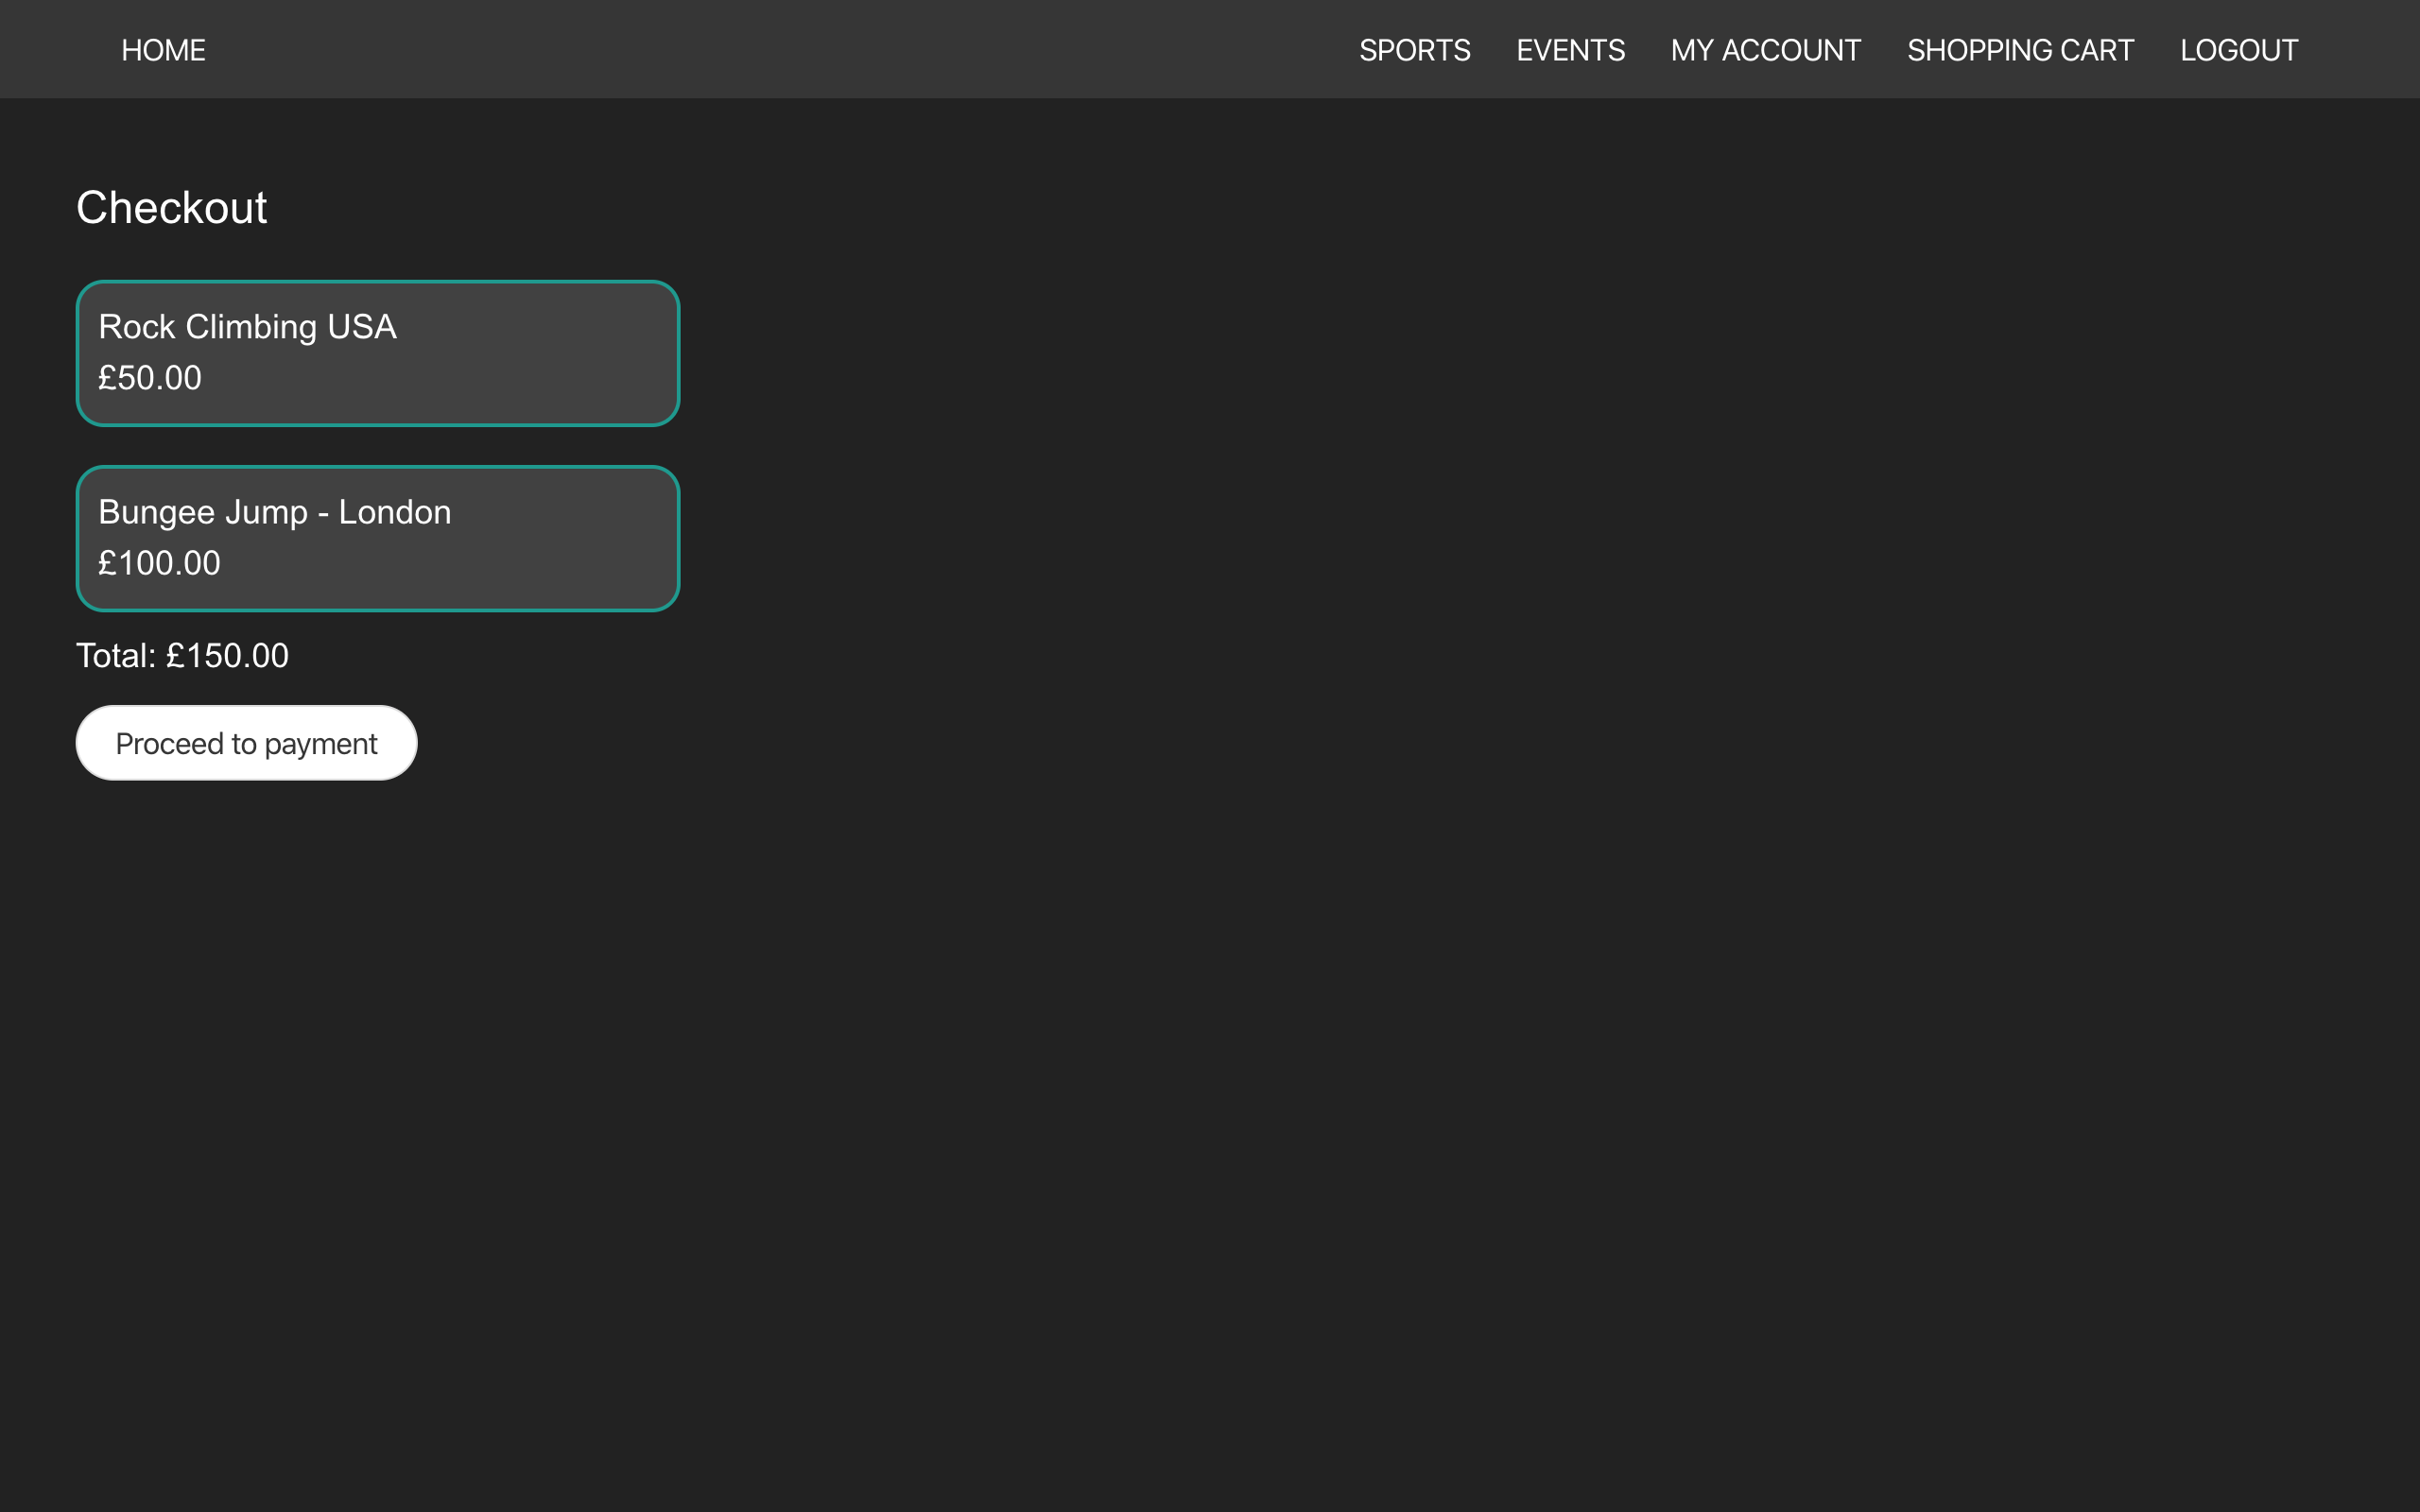 HOME SPORTS EVENTS MY ACCOUNT SHOPPING CART LOGOUT
Checkout
Rock Climbing USA
£50.00
Bungee Jump - London
£100.00
Total: £150.00
Proceed to payment